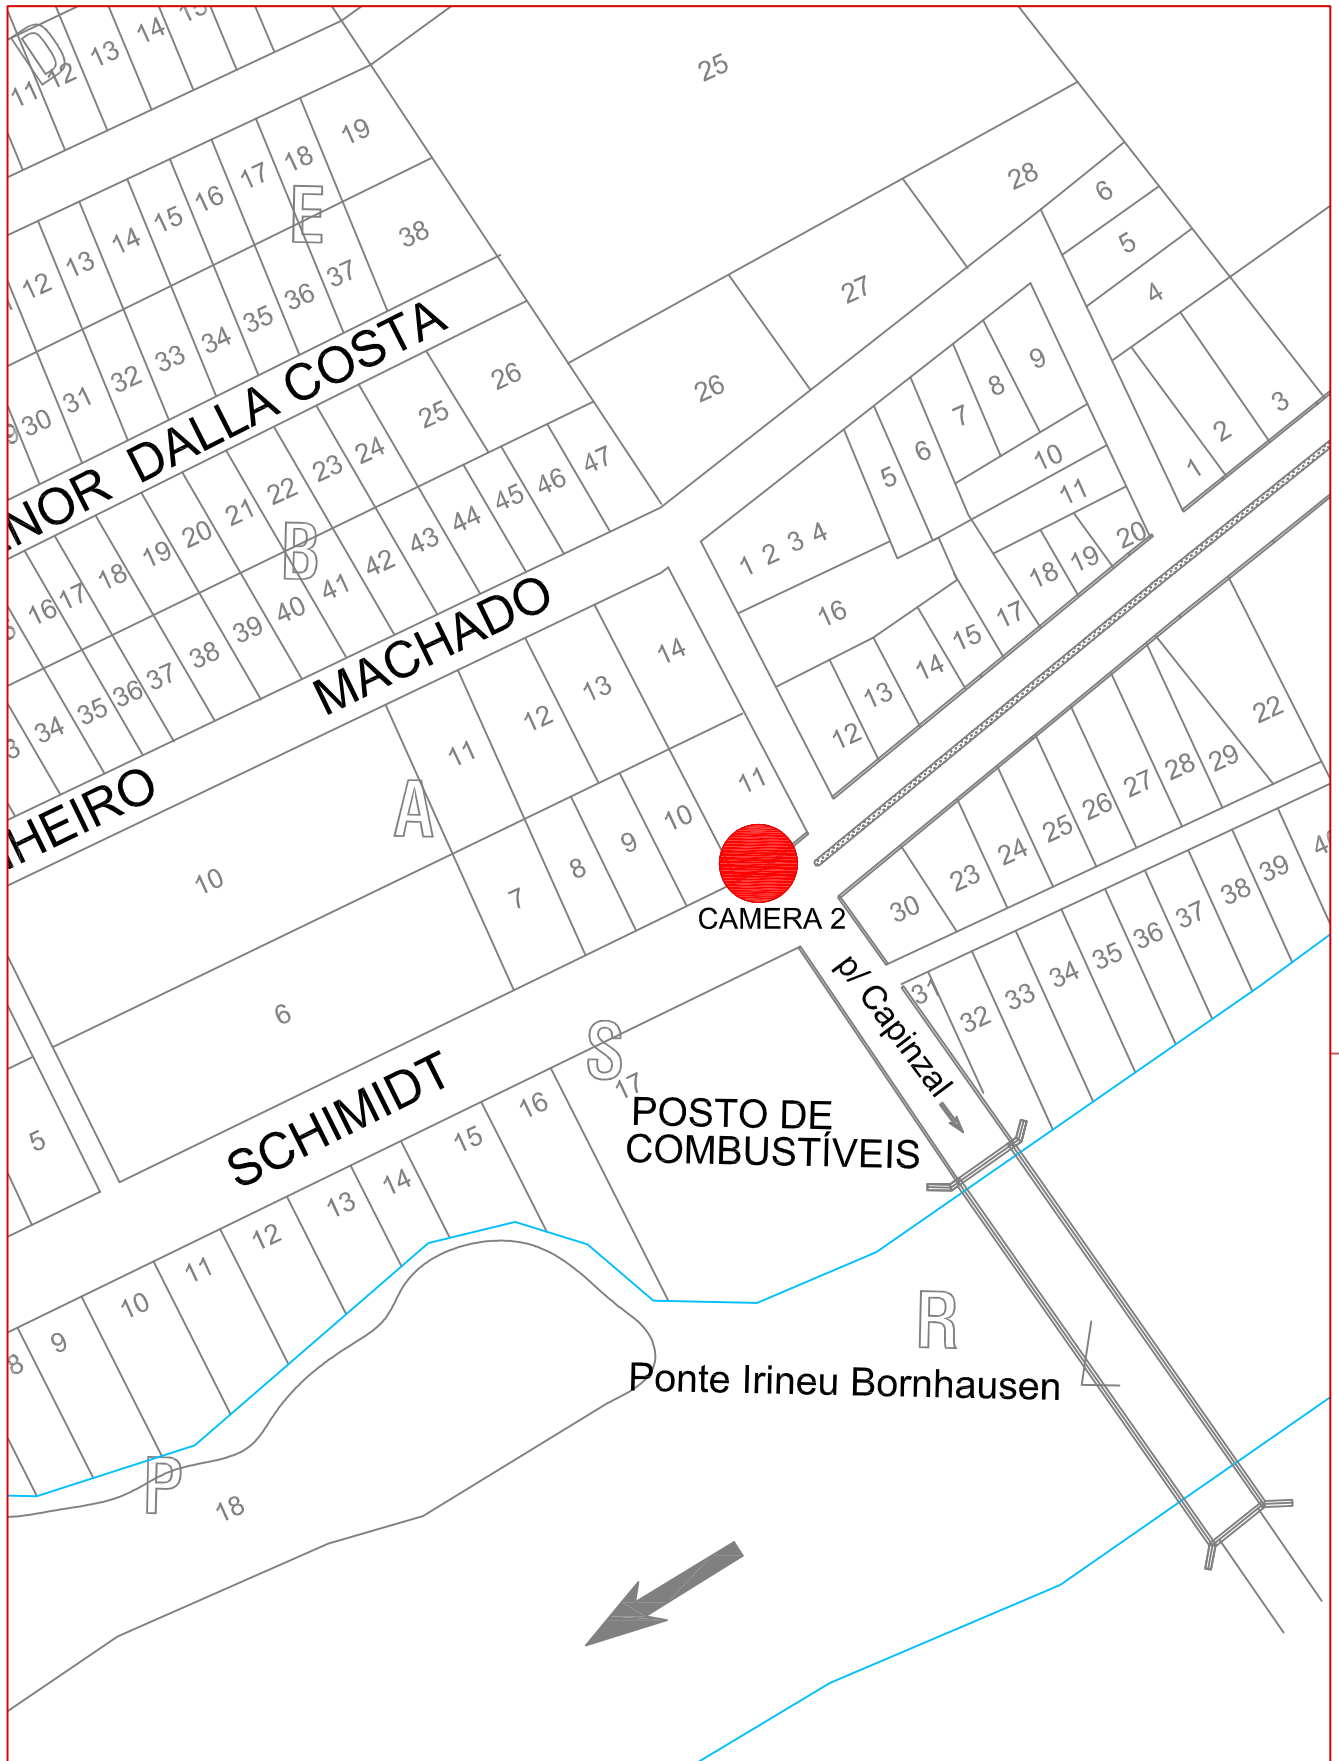 D
11 12 13 14 15
25
12 13 14 15 16 17 18 19
E
28
6
5
4
38
30 31 32 33 34 35 36 37
27
NOR DALLA COSTA
26
26
9
8
7
6
5
3
2
1
16 17 18 19 20 21 22 23 24 25
B
10
11
34 35 36 37 38 39 40 41 42 43 44 45 46 47
1 2 3 4
16
18 19 20
12 13 14 15 17
MACHADO
HEIRO
10
A
11 12 13 14
22
7 8 9 10 11
30 23 24 25 26 27 28 29
CAMERA 2
31 32 33 34 35 36 37 38 39
p/ Capinzal
6
5
SCHIMIDT
S
17
POSTO DE
COMBUSTÍVEIS
8 9 10 11 12 13 14 15 16
R
L
Ponte Irineu Bornhausen
P
18